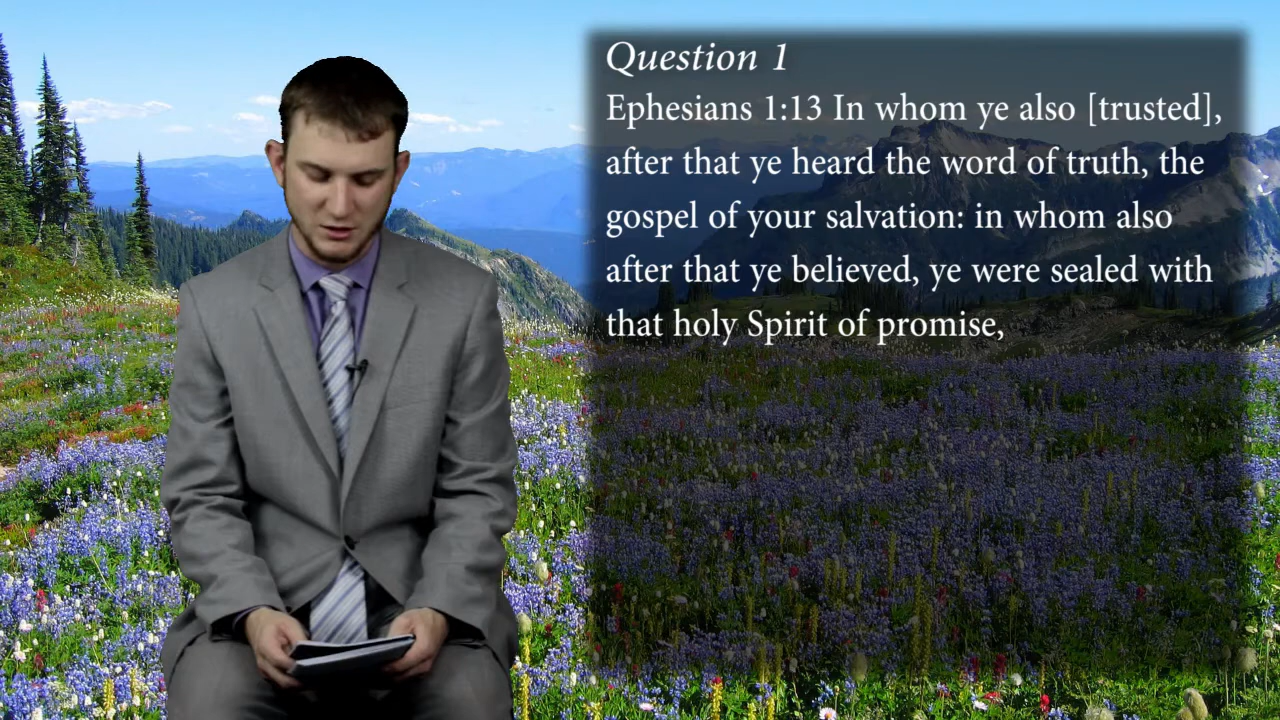 Question 1
Ephesians 1:13 In whom ye also [trusted],
after that ye heard the word of truth, the
gospel of your salvation: in whom also
after that ye believed, ye were sealed with
that holy Spirit of promise,